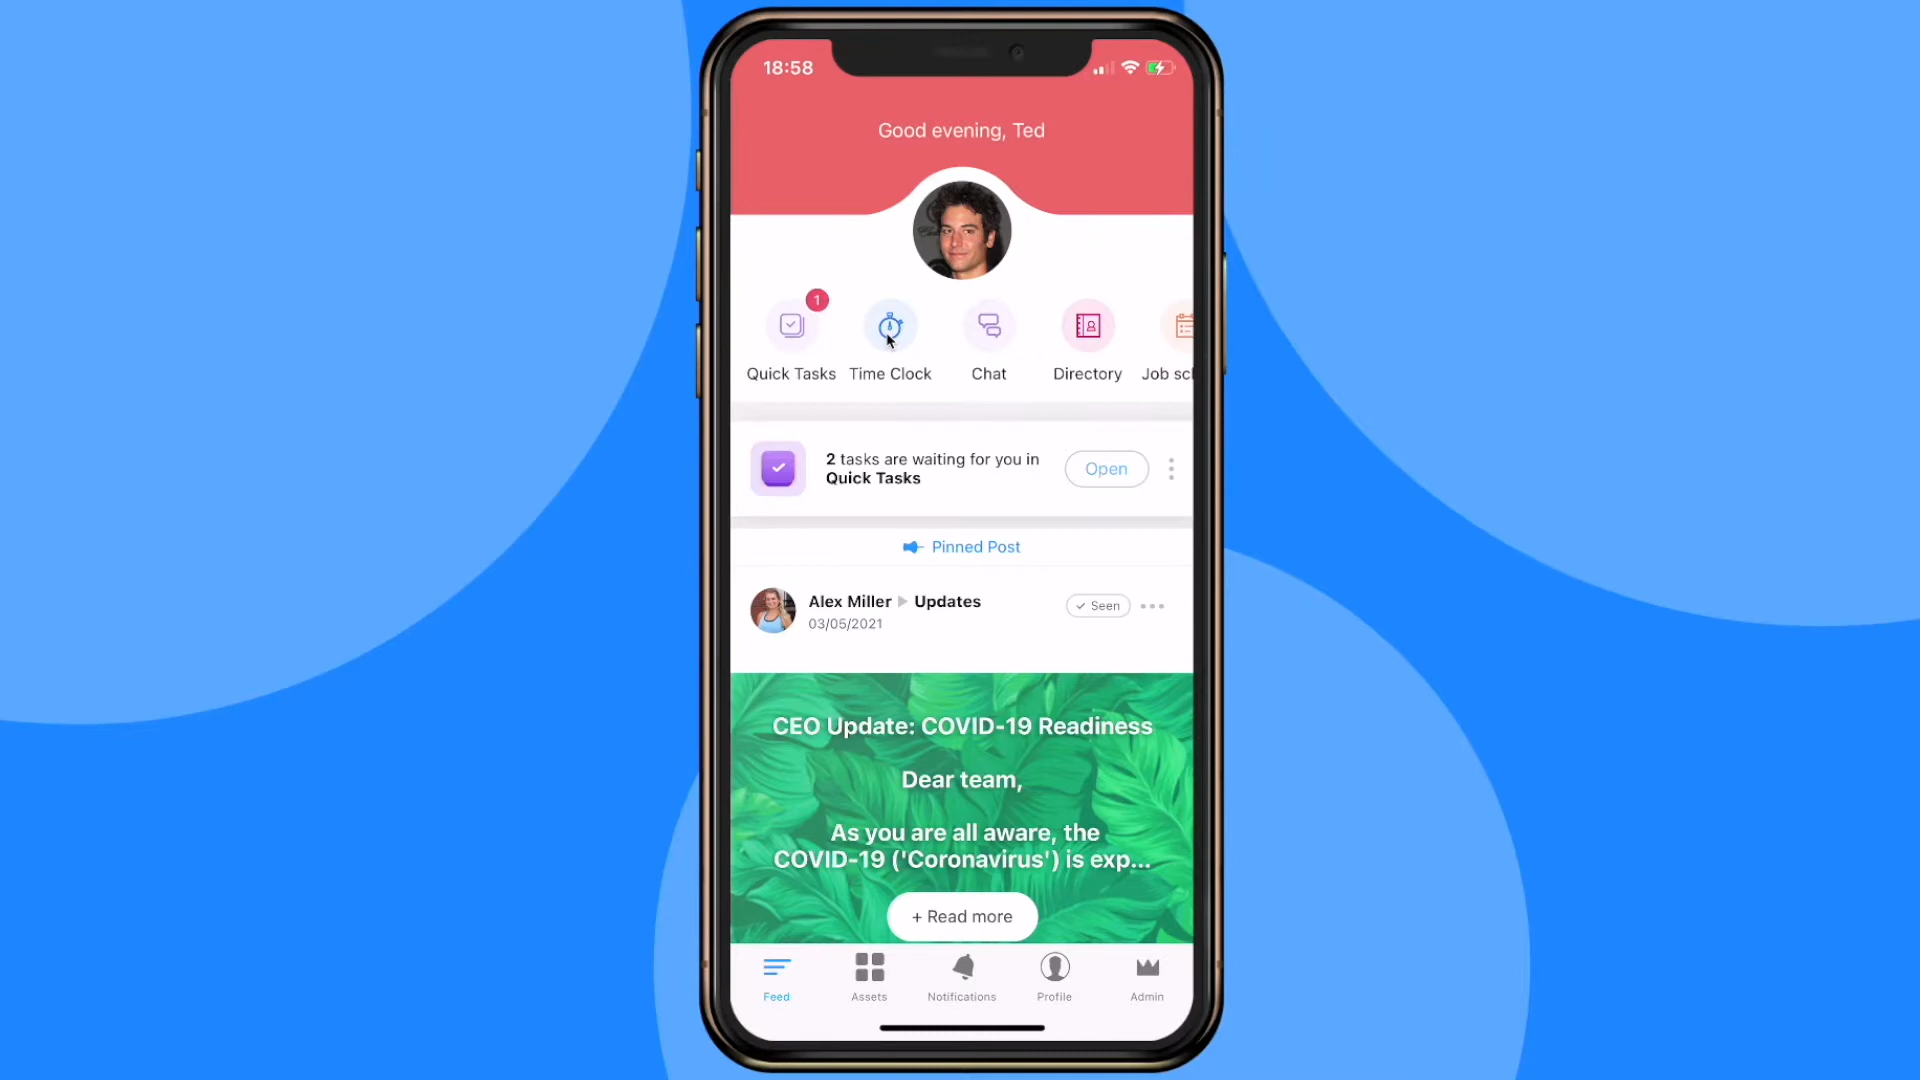 18:58
Good evening, Ted
1
Quick Tasks
Time Clock
Chat
Directory
Job sc
2 tasks are waiting for you in
Quick Tasks
Open
Pinned Post
Alex Miller ▶ Updates
03/05/2021
✓ Seen
CEO Update: COVID-19 Readiness
Dear team,
As you are all aware, the
COVID-19 ('Coronavirus') is exp...
+ Read more
Feed
Assets
Notifications
Profile
Admin